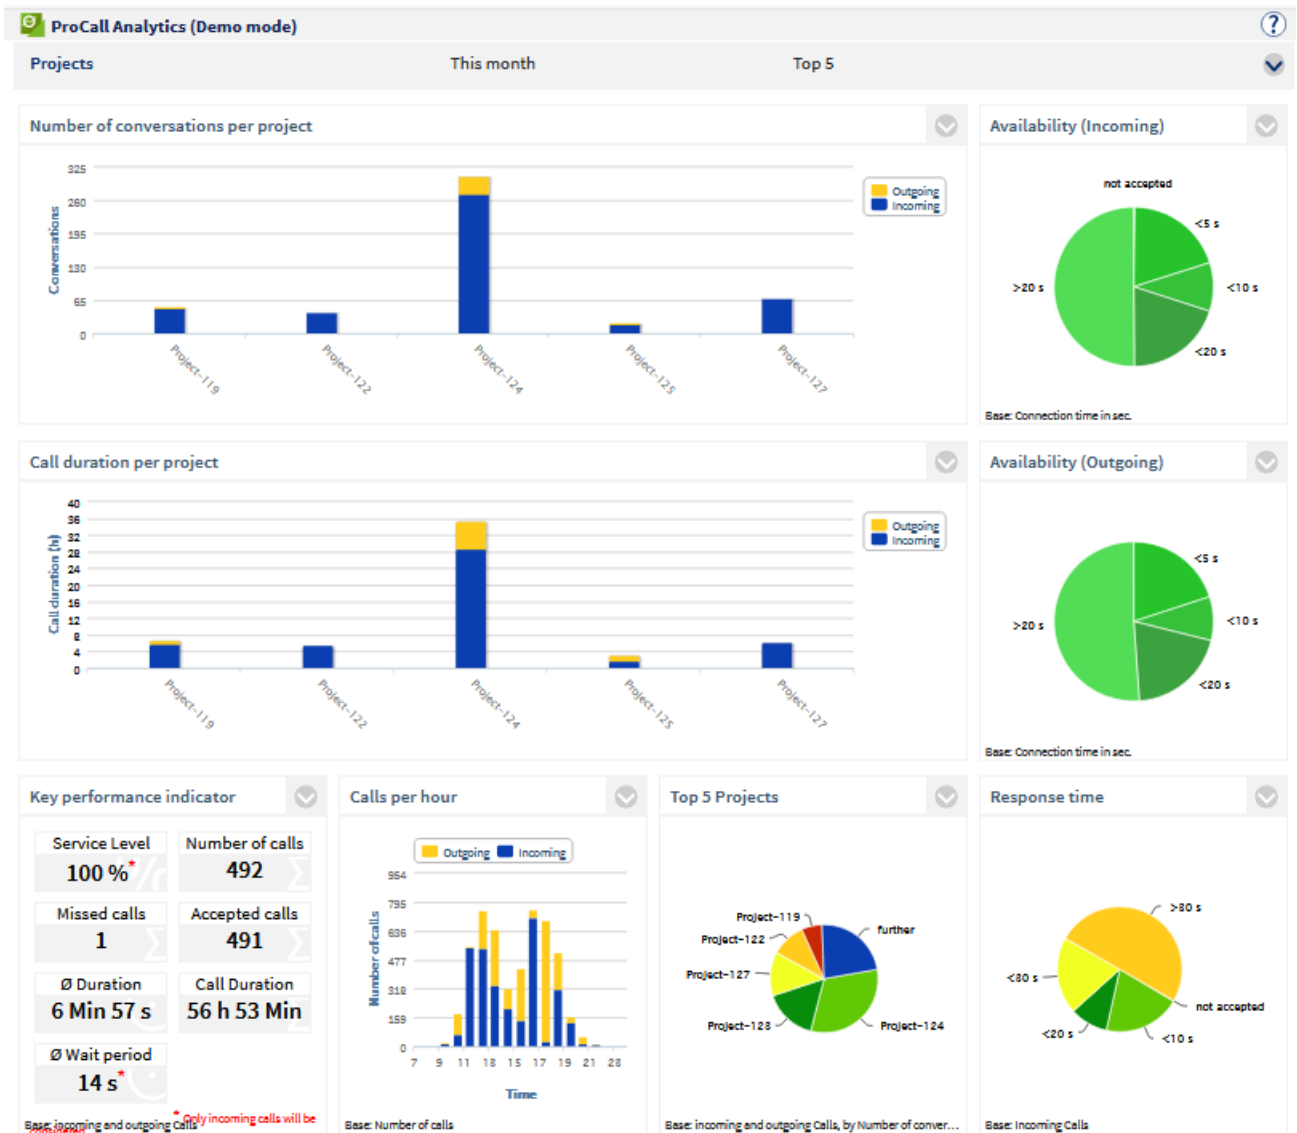 ProCall Analytics (Demo mode)
?
Projects This month Top 5
Number of conversations per project
325
260
195
130
65
0
Conversations
Outgoing
Incoming
Project-119
Project-122
Project-124
Project-125
Project-127
Availability (Incoming)
not accepted
<5 s
<10 s
<20 s
>20 s
Base: Connection time in sec.
Call duration per project
40
36
32
28
24
20
16
12
8
4
0
Call duration (h)
Outgoing
Incoming
Project-119
Project-122
Project-124
Project-125
Project-127
Availability (Outgoing)
<5 s
<10 s
<20 s
>20 s
Base: Connection time in sec.
Key performance indicator
Service Level
100 %*
Number of calls
492
Missed calls
1
Accepted calls
491
Ø Duration
6 Min 57 s
Call Duration
56 h 53 Min
Ø Wait period
14 s*
* Only incoming calls will be
considered
Base: incoming and outgoing Calls
Calls per hour
Outgoing Incoming
954
795
636
477
318
159
0
Number of calls
7 9 11 13 15 17 19 21 23
Time
Base: Number of calls
Top 5 Projects
Project-119
further
Project-122
Project-127
Project-123
Project-124
Base: incoming and outgoing Calls, by Number of conver...
Response time
>30 s
<30 s
not accepted
<20 s
<10 s
Base: Incoming Calls